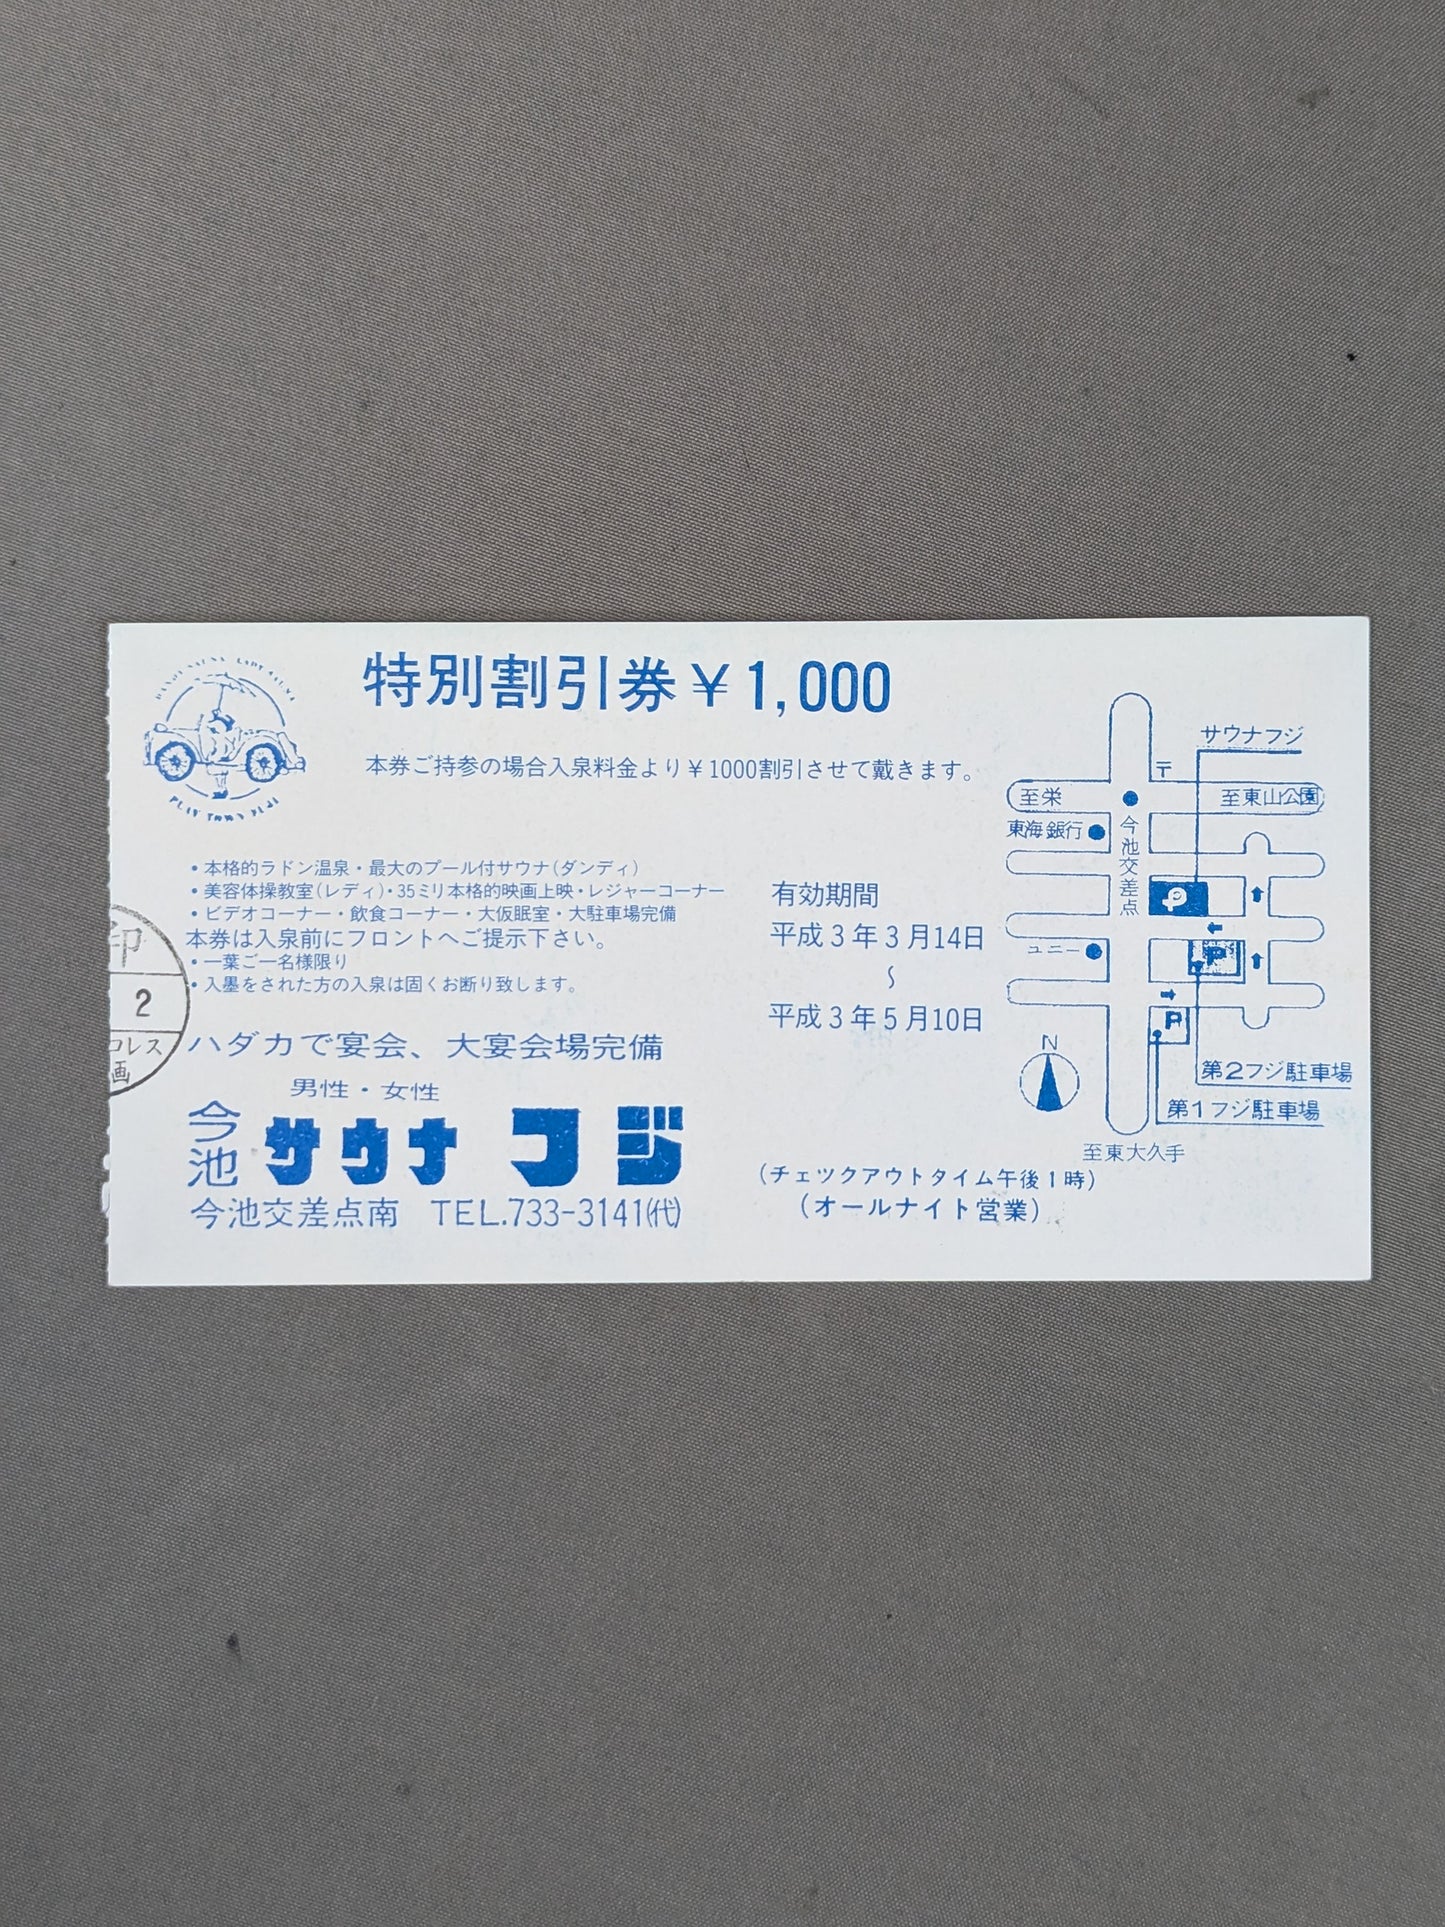 特別割引券￥1,000
本券ご持参の場合入泉料金より￥1000割引させて戴きます。
PLAY TOWN FUJI
・本格的ラドン温泉・最大のプール付サウナ(ダンディ)
・美容体操教室(レディ)・35ミリ本格的映画上映・レジャーコーナー
・ビデオコーナー・飲食コーナー・大仮眠室・大駐車場完備
本券は入泉前にフロントへご提示下さい。
・一葉ご一名様限り
・入墨をされた方の入泉は固くお断り致します。
印
2
ロレス
画
ハダカで宴会、大宴会場完備
男性・女性
今池 サウナ フジ
今池交差点南 TEL.733-3141(代)
有効期間
平成3年3月14日
〜
平成3年5月10日
(チェックアウトタイム午後1時)
(オールナイト営業)
サウナフジ
〒
至栄
至東山公園
東海銀行
今池交差点
P
ユニー
P
P
N
第2フジ駐車場
第1フジ駐車場
至東大久手